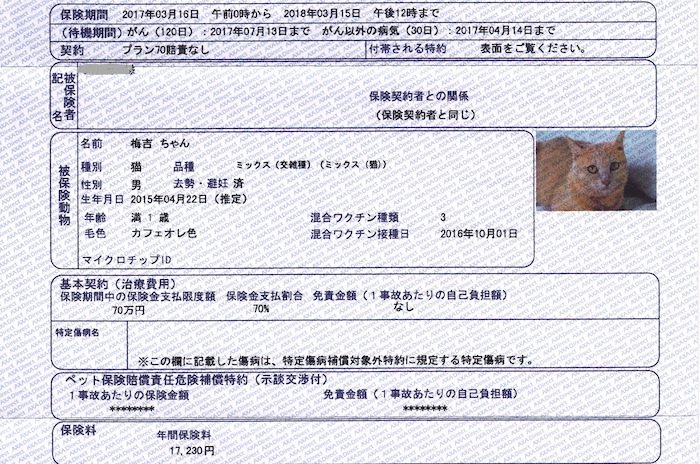 保険期間 2017年03月16日 午前0時から 2018年03月15日 午後12時まで
(待機期間)がん(120日):2017年07月13日まで がん以外の病気(30日):2017年04月14日まで
契約 プラン70賠責なし 付帯される特約 表面をご覧ください。
被保険者記名
保険契約者との関係
(保険契約者と同じ)
被保険動物
名前 梅吉 ちゃん
種別 猫 品種 ミックス(交雑種)(ミックス(猫))
性別 男 去勢・避妊 済
生年月日 2015年04月22日(推定)
年齢 満1歳 混合ワクチン種類 3
毛色 カフェオレ色 混合ワクチン接種日 2016年10月01日
マイクロチップID
基本契約(治療費用)
保険期間中の保険金支払限度額 保険金支払割合 免責金額(1事故あたりの自己負担額)
70万円 70% なし
特定傷病名
※この欄に記載した傷病は、特定傷病補償対象外特約に規定する特定傷病です。
ペット保険賠償責任危険補償特約(示談交渉付)
1事故あたりの保険金額 免責金額(1事故あたりの自己負担額)
******** ********
保険料 年間保険料
17,230円